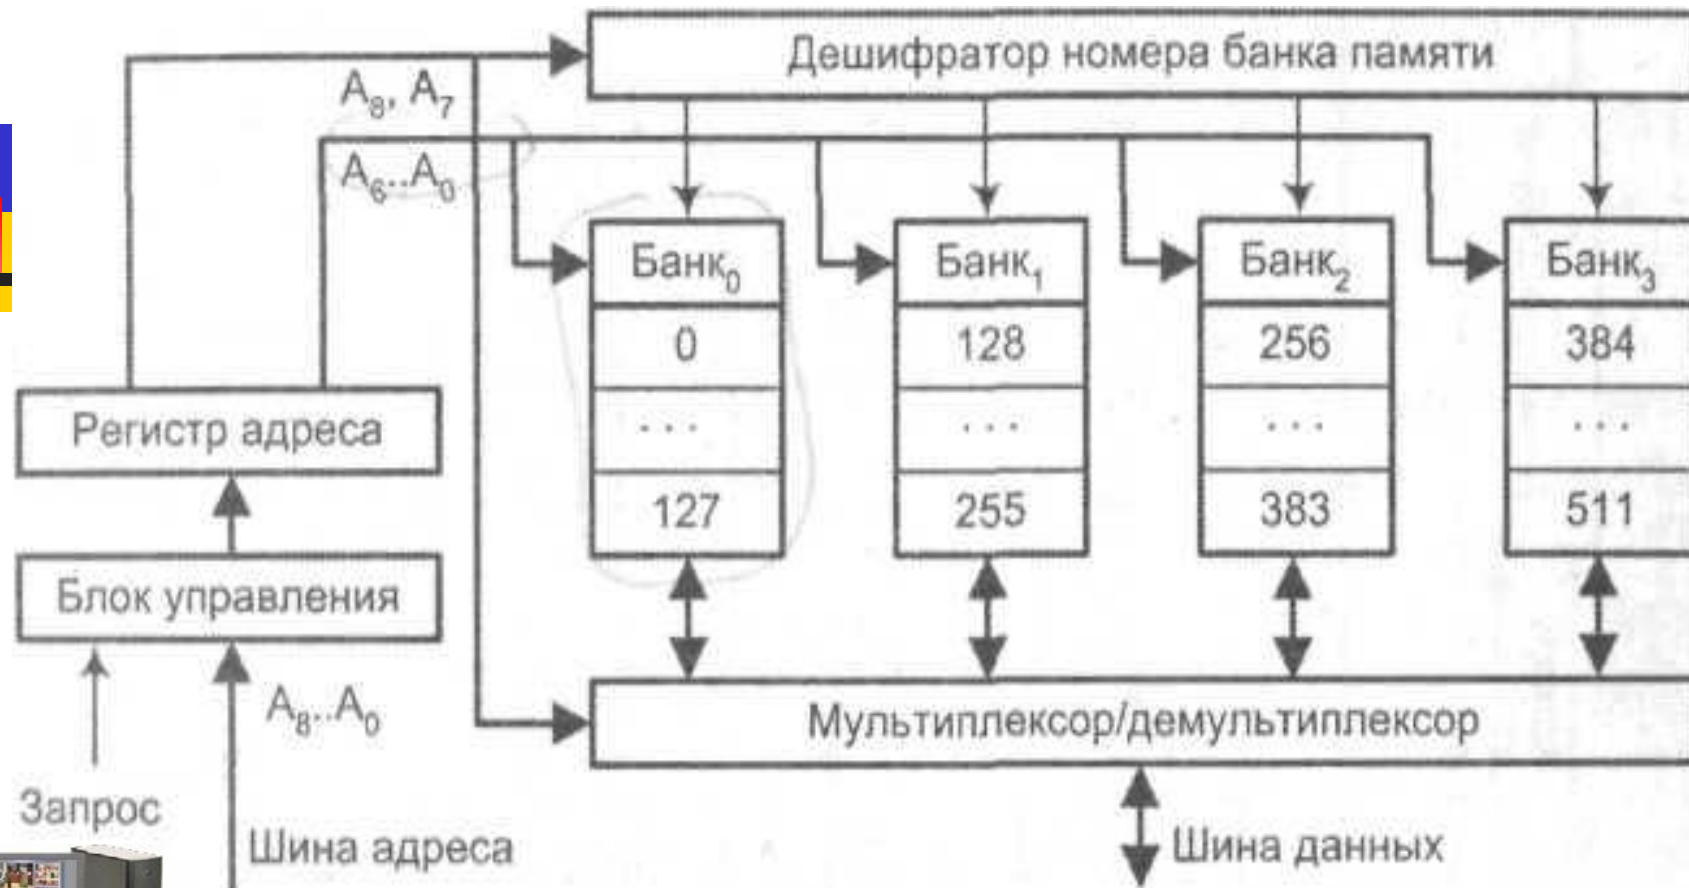 Дешифратор номера банка памяти
A₈, A₇
A₆..A₀
Банк₀
Банк₁
Банк₂
Банк₃
0
128
256
384
...
...
...
...
127
255
383
511
Регистр адреса
Блок управления
A₈..A₀
Мультиплексор/демультиплексор
Запрос
Шина адреса
Шина данных